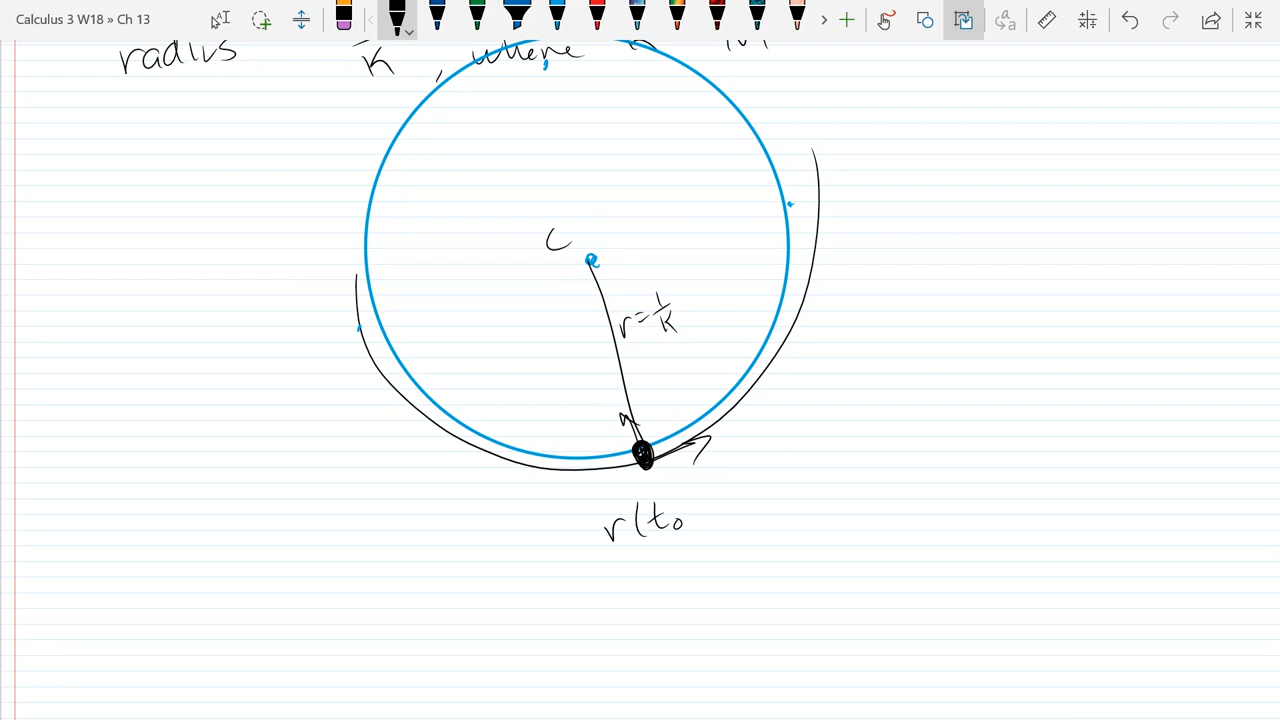 Calculus 3 W18 » Ch 13
radius
K , where
C
r = 1/K
r(t₀